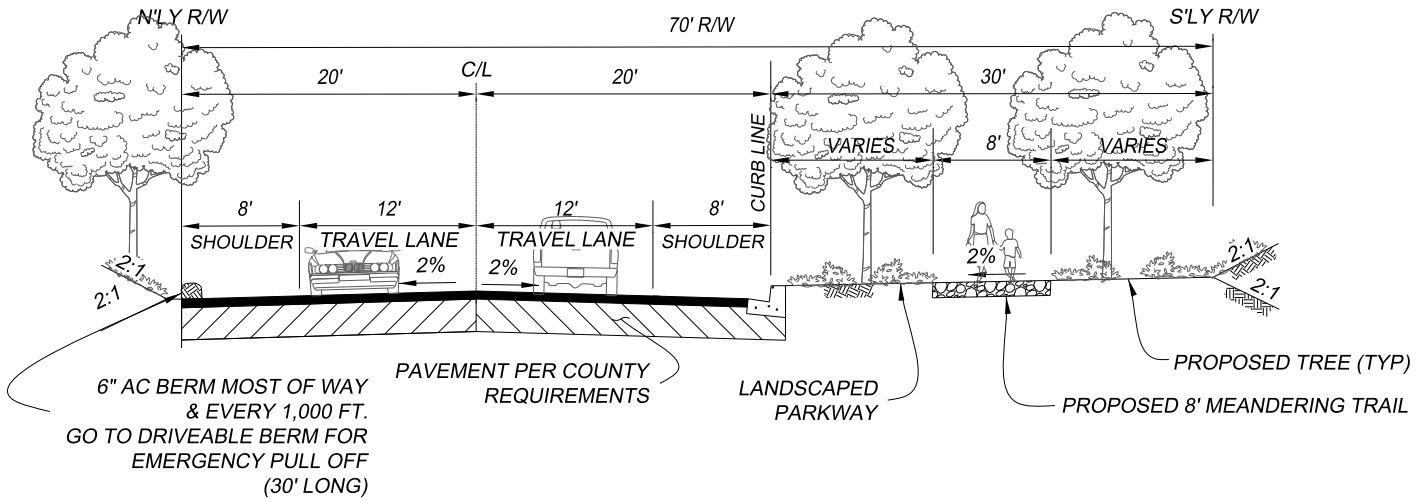 N'LY R/W
S'LY R/W
70' R/W
20'
C/L
20'
30'
CURB LINE
VARIES
8'
VARIES
8'
12'
12'
8'
SHOULDER
TRAVEL LANE
TRAVEL LANE
SHOULDER
2%
2%
2%
2:1
2:1
2:1
2:1
6" AC BERM MOST OF WAY
& EVERY 1,000 FT.
GO TO DRIVEABLE BERM FOR
EMERGENCY PULL OFF
(30' LONG)
PAVEMENT PER COUNTY
REQUIREMENTS
LANDSCAPED
PARKWAY
PROPOSED TREE (TYP)
PROPOSED 8' MEANDERING TRAIL